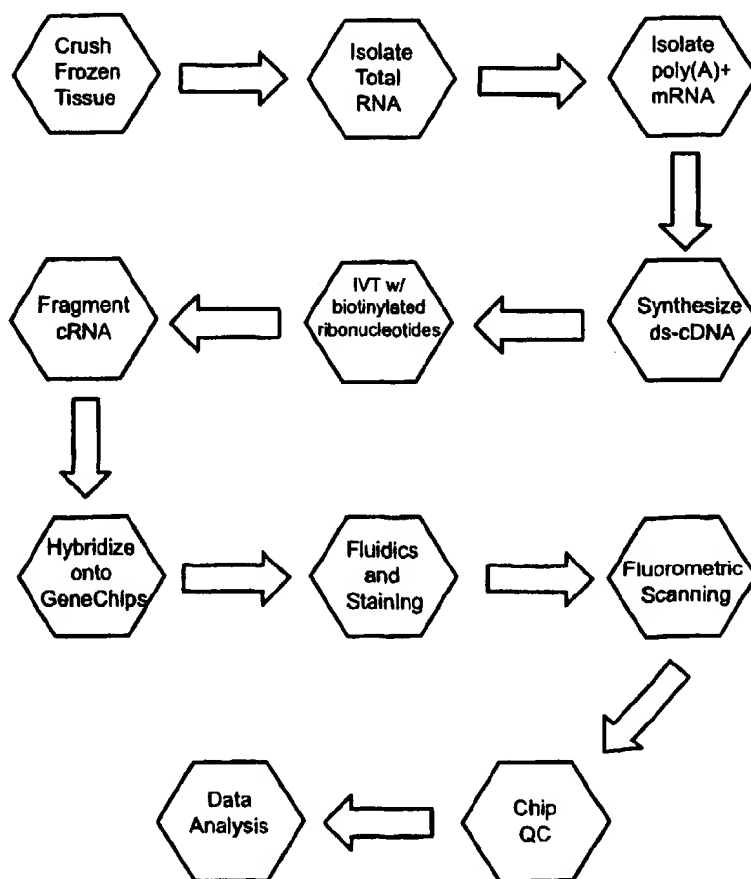 Crush
Frozen
Tissue
Isolate
Total
RNA
Isolate
poly(A)+
mRNA
Synthesize
ds-cDNA
IVT w/
biotinylated
ribonucleotides
Fragment
cRNA
Hybridize
onto
GeneChips
Fluidics
and
Staining
Fluorometric
Scanning
Chip
QC
Data
Analysis